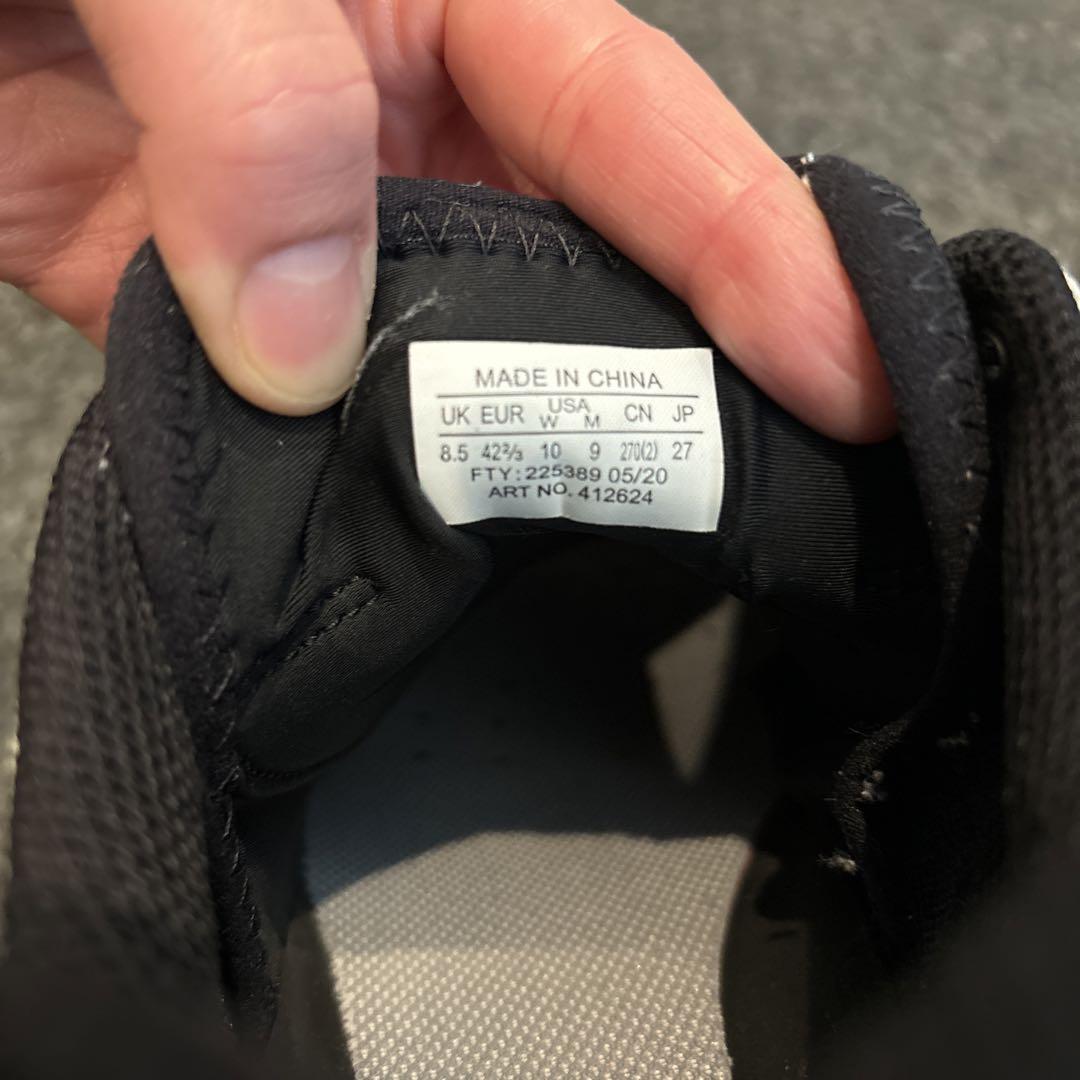 MADE IN CHINA
UK EUR USA CN JP
W M
8.5 42⅔ 10 9 270(2) 27
FTY: 225389 05/20
ART NO. 412624